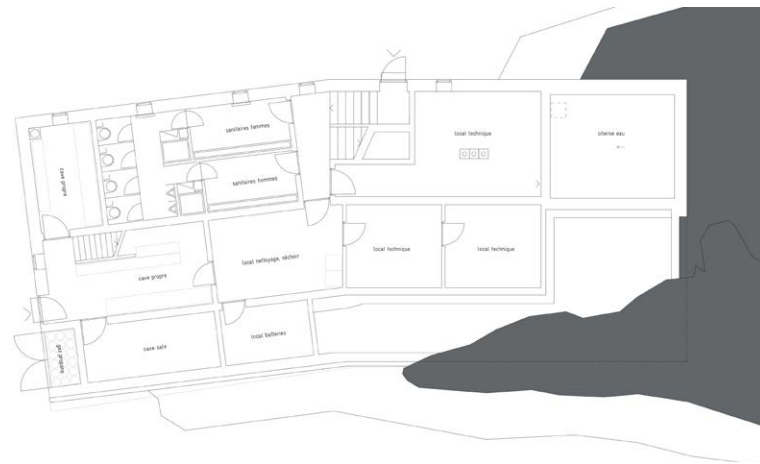 sanitaires femmes
local technique
citerne eau
cave propre
sanitaires hommes
local technique
local technique
local nettoyage, séchoir
cave propre
local batteries
cave sale
gaz propane